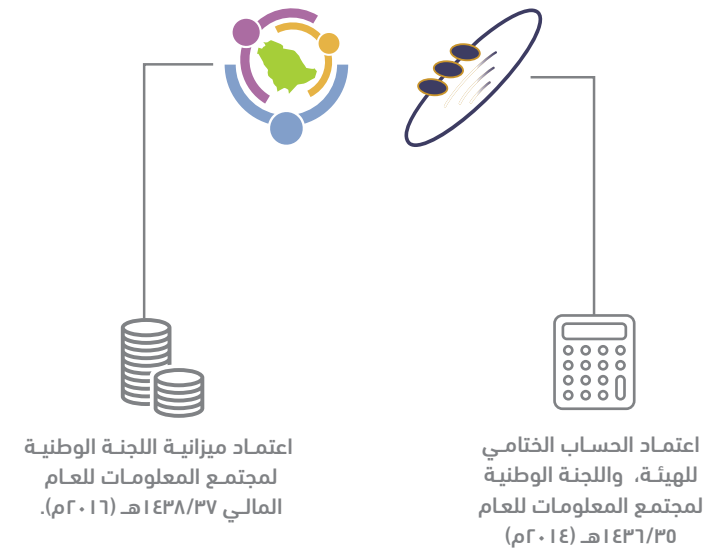 اعتماد الحساب الختامي
للهيئة، واللجنة الوطنية
لمجتمع المعلومات للعام
١٤٣٦/٣٥هـ (٢٠١٤م)
اعتماد ميزانية اللجنة الوطنية
لمجتمع المعلومات للعام
المالي ١٤٣٨/٣٧هـ (٢٠١٦م).